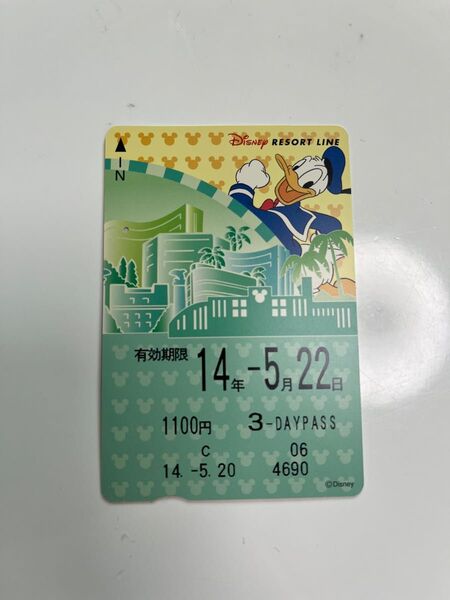 Disney RESORT LINE
IN
有効期限 14年-5月22日
1100円 3-DAYPASS
C 06
14.-5.20 4690
©Disney